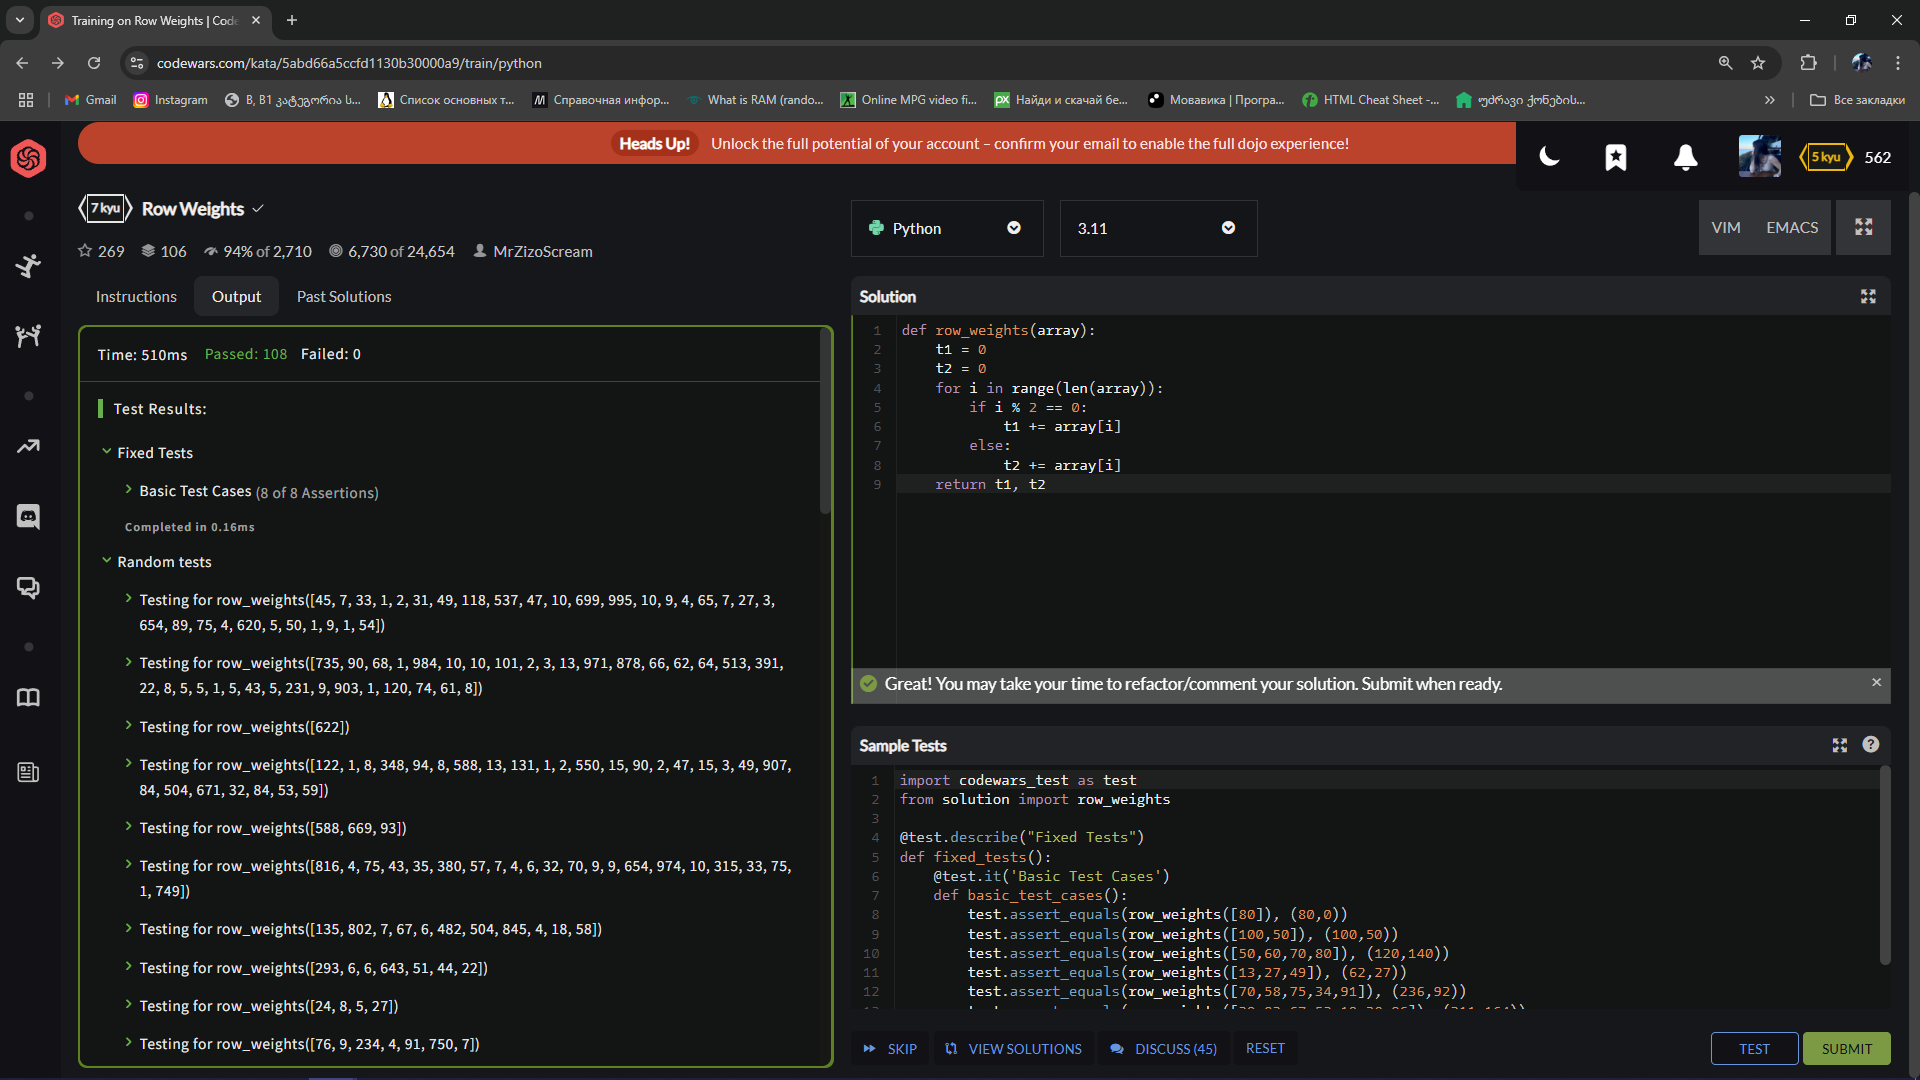 Training on Row Weights | Cod
codewars.com/kata/5abd66a5ccfd1130b30000a9/train/python
Gmail
Instagram
B, B1 კატეგორია ს...
Список основных т...
Справочная инфор...
What is RAM (rando...
Online MPG video fi...
Найди и скачай бе...
Мовавика | Програ...
HTML Cheat Sheet -...
უძრავი ქონების...
Все закладки
Heads Up! Unlock the full potential of your account – confirm your email to enable the full dojo experience!
5 kyu 562
7 kyu Row Weights
269 106 94% of 2,710 6,730 of 24,654 MrZizoScream
Instructions Output Past Solutions
Time: 510ms Passed: 108 Failed: 0
Test Results:
Fixed Tests
Basic Test Cases (8 of 8 Assertions)
Completed in 0.16ms
Random tests
Testing for row_weights([45, 7, 33, 1, 2, 31, 49, 118, 537, 47, 10, 699, 995, 10, 9, 4, 65, 7, 27, 3,
654, 89, 75, 4, 620, 5, 50, 1, 9, 1, 54])
Testing for row_weights([735, 90, 68, 1, 984, 10, 10, 101, 2, 3, 13, 971, 878, 66, 62, 64, 513, 391,
22, 8, 5, 5, 1, 5, 43, 5, 231, 9, 903, 1, 120, 74, 61, 8])
Testing for row_weights([622])
Testing for row_weights([122, 1, 8, 348, 94, 8, 588, 13, 131, 1, 2, 550, 15, 90, 2, 47, 15, 3, 49, 907,
84, 504, 671, 32, 84, 53, 59])
Testing for row_weights([588, 669, 93])
Testing for row_weights([816, 4, 75, 43, 35, 380, 57, 7, 4, 6, 32, 70, 9, 9, 654, 974, 10, 315, 33, 75,
1, 749])
Testing for row_weights([135, 802, 7, 67, 6, 482, 504, 845, 4, 18, 58])
Testing for row_weights([293, 6, 6, 643, 51, 44, 22])
Testing for row_weights([24, 8, 5, 27])
Testing for row_weights([76, 9, 234, 4, 91, 750, 7])
Python 3.11 VIM EMACS
Solution
1 def row_weights(array):
2 t1 = 0
3 t2 = 0
4 for i in range(len(array)):
5 if i % 2 == 0:
6 t1 += array[i]
7 else:
8 t2 += array[i]
9 return t1, t2
Great! You may take your time to refactor/comment your solution. Submit when ready.
Sample Tests
1 import codewars_test as test
2 from solution import row_weights
3
4 @test.describe("Fixed Tests")
5 def fixed_tests():
6 @test.it('Basic Test Cases')
7 def basic_test_cases():
8 test.assert_equals(row_weights([80]), (80,0))
9 test.assert_equals(row_weights([100,50]), (100,50))
10 test.assert_equals(row_weights([50,60,70,80]), (120,140))
11 test.assert_equals(row_weights([13,27,49]), (62,27))
12 test.assert_equals(row_weights([70,58,75,34,91]), (236,92))
SKIP VIEW SOLUTIONS DISCUSS (45) RESET TEST SUBMIT